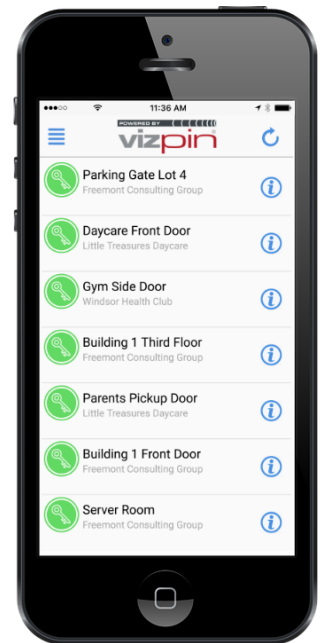 11:36 AM
POWERED BY
vizpin
Parking Gate Lot 4
Freemont Consulting Group
Daycare Front Door
Little Treasures Daycare
Gym Side Door
Windsor Health Club
Building 1 Third Floor
Freemont Consulting Group
Parents Pickup Door
Little Treasures Daycare
Building 1 Front Door
Freemont Consulting Group
Server Room
Freemont Consulting Group